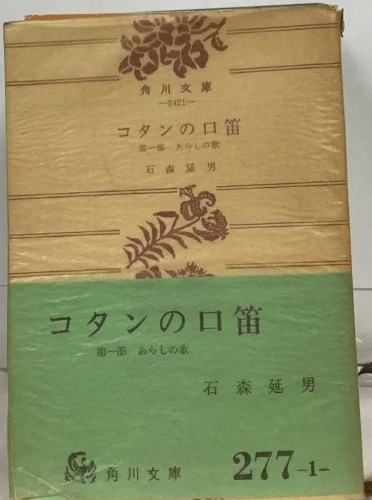 角川文庫
—2421—
コタンの口笛
第一部 あらしの歌
石森延男
コタンの口笛
第一部 あらしの歌
石森延男
角川文庫 277-1-